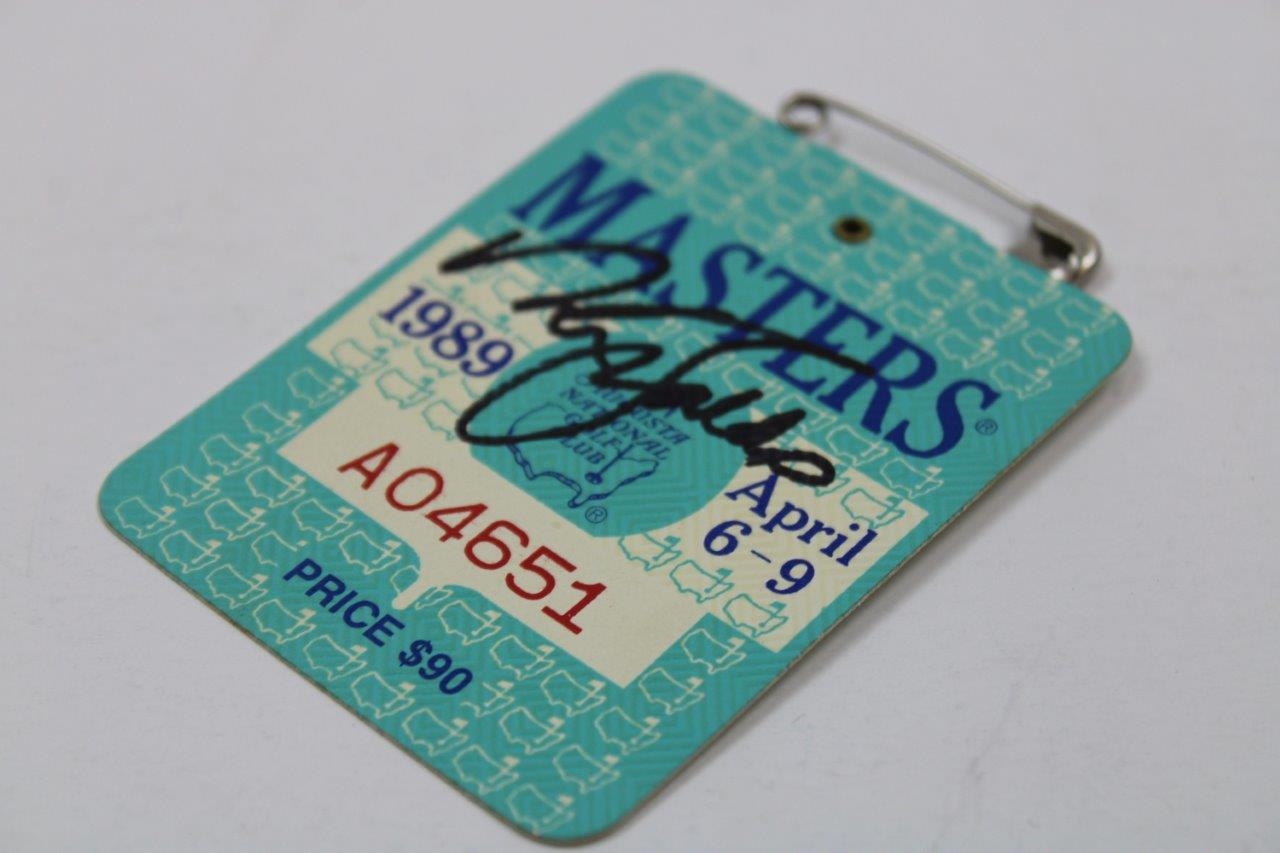 MASTERS®
1989
AUGUSTA
NATIONAL
GOLF
CLUB
®
April
6-9
A04651
PRICE $90